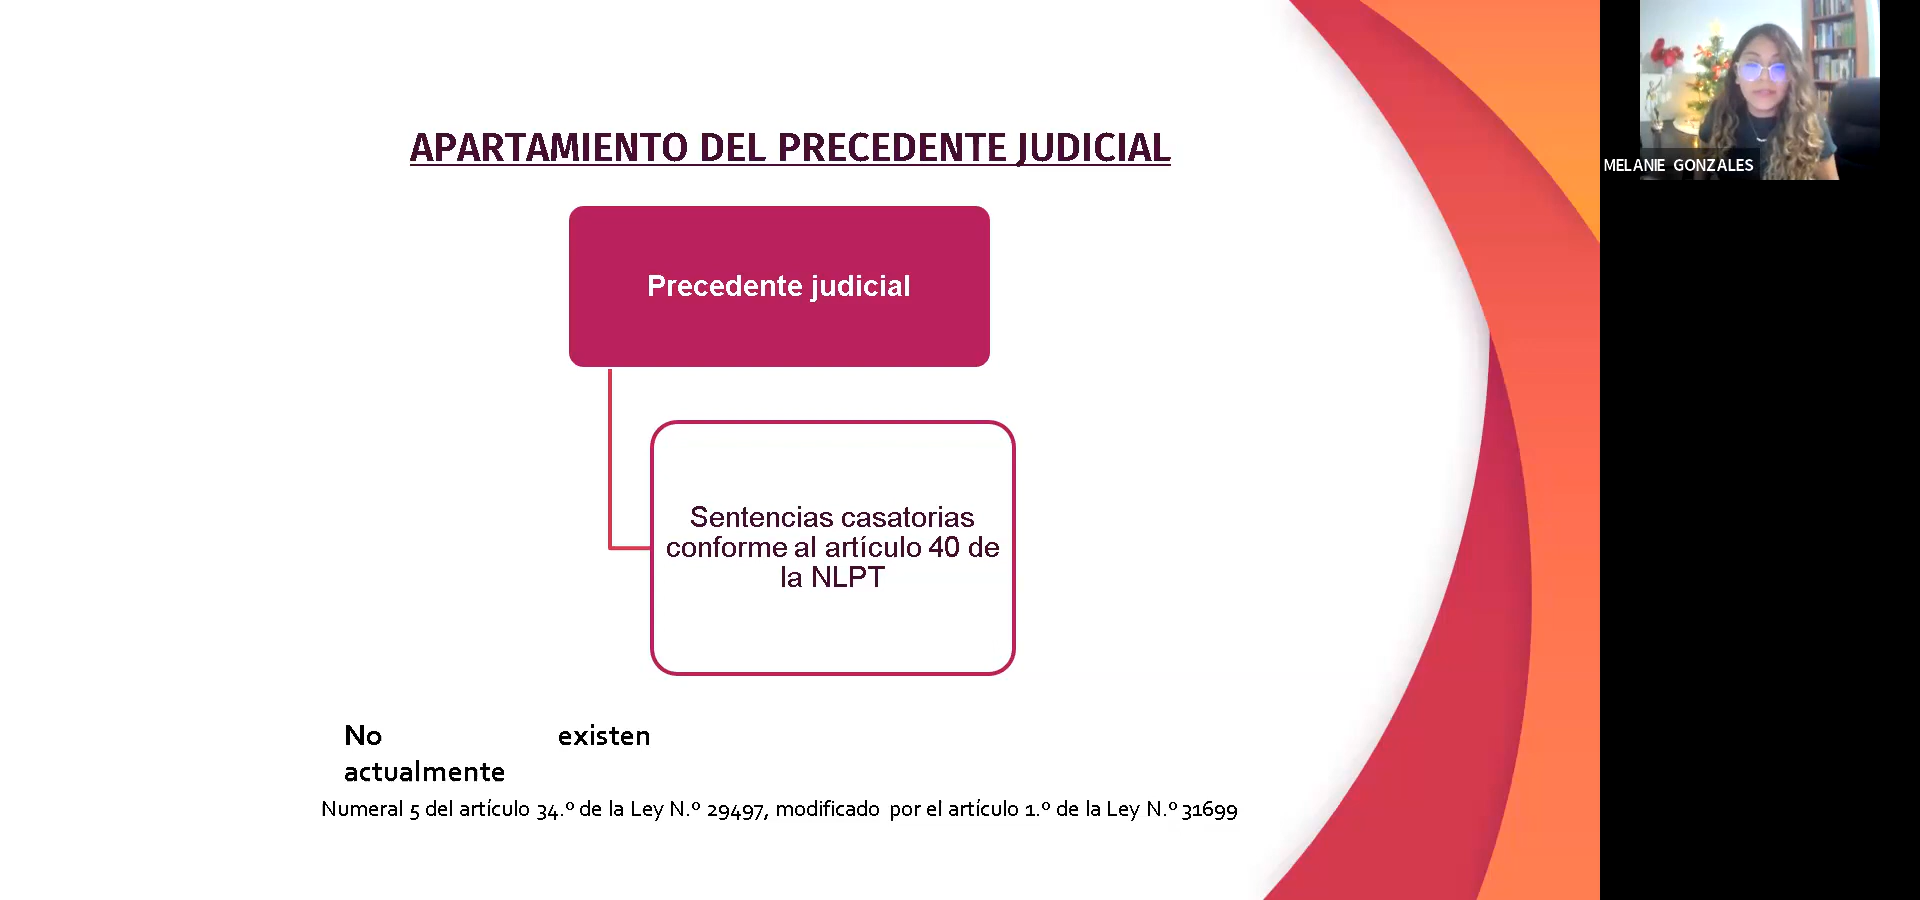 APARTAMIENTO DEL PRECEDENTE JUDICIAL
Precedente judicial
Sentencias casatorias
conforme al artículo 40 de
la NLPT
No existen
actualmente
Numeral 5 del artículo 34.º de la Ley N.º 29497, modificado por el artículo 1.º de la Ley N.º 31699
MELANIE GONZALES